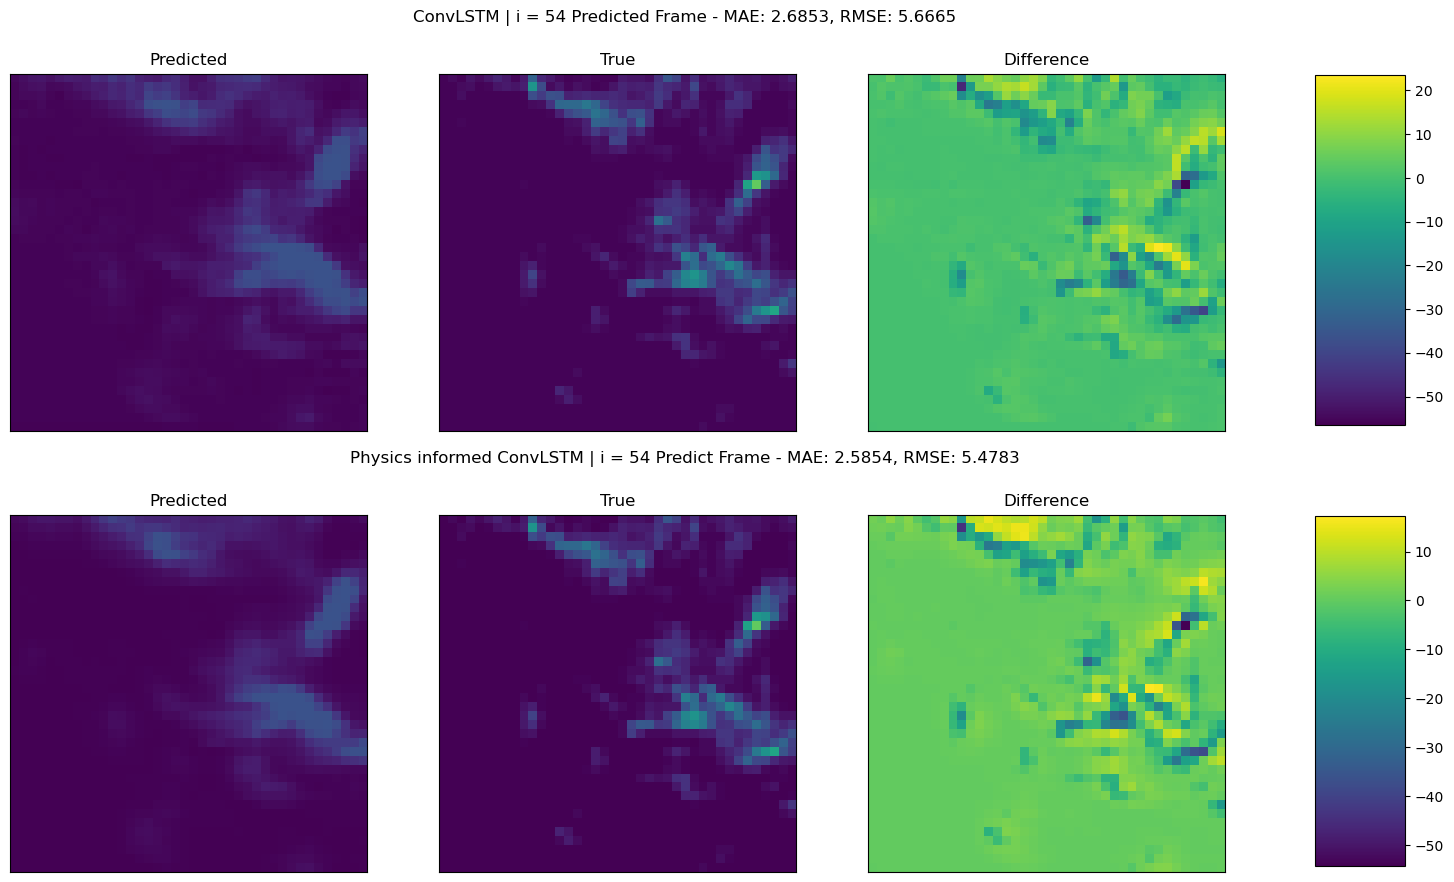 ConvLSTM | i = 54 Predicted Frame - MAE: 2.6853, RMSE: 5.6665
Predicted
True
Difference
20
10
0
−10
−20
−30
−40
−50
Physics informed ConvLSTM | i = 54 Predict Frame - MAE: 2.5854, RMSE: 5.4783
Predicted
True
Difference
10
0
−10
−20
−30
−40
−50